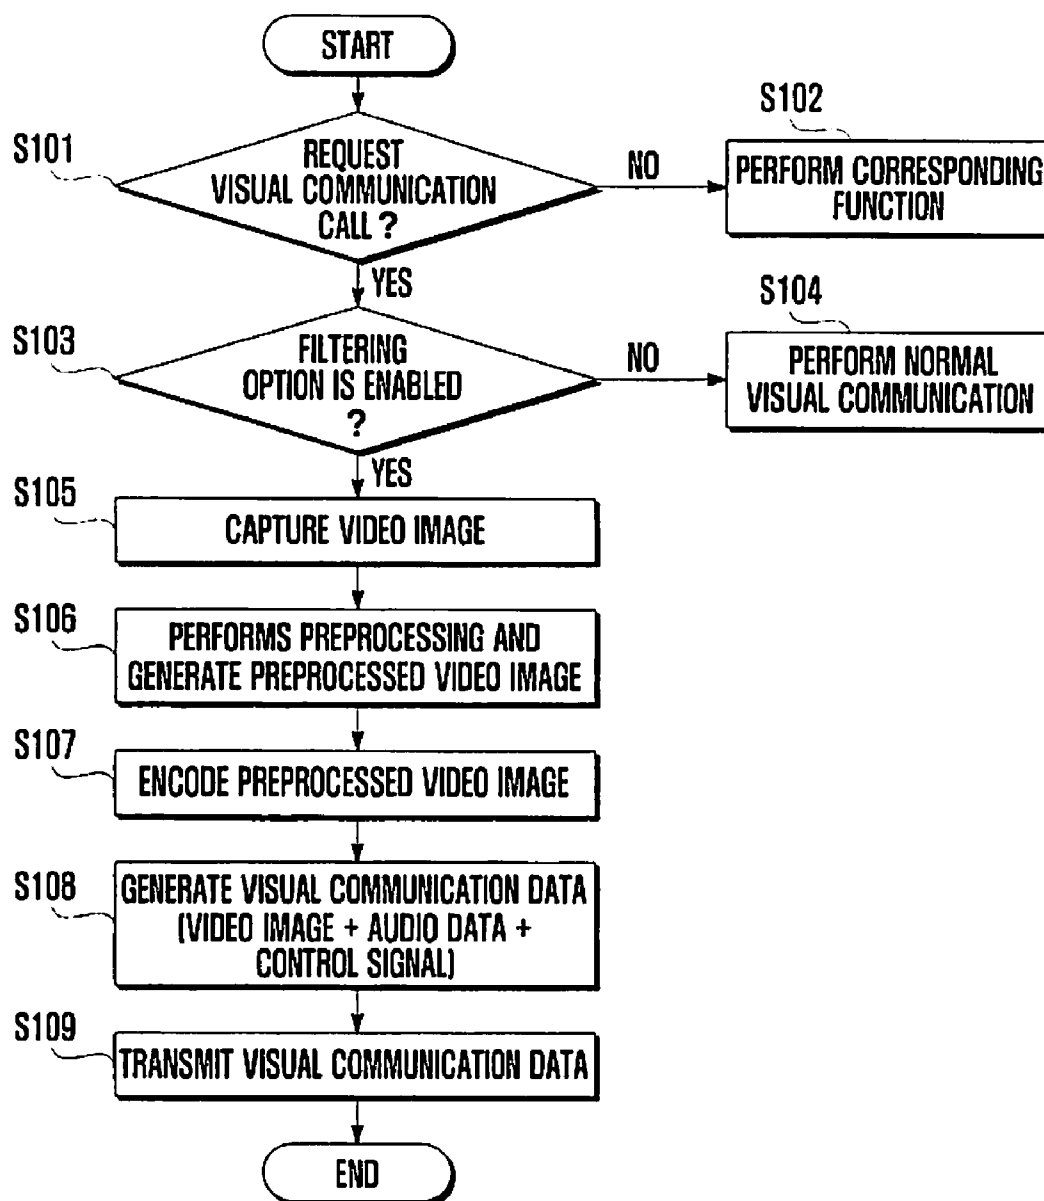 START
S101
REQUEST
VISUAL COMMUNICATION
CALL ?
NO
S102
PERFORM CORRESPONDING
FUNCTION
YES
S103
FILTERING
OPTION IS ENABLED
?
NO
S104
PERFORM NORMAL
VISUAL COMMUNICATION
YES
S105
CAPTURE VIDEO IMAGE
S106
PERFORMS PREPROCESSING AND
GENERATE PREPROCESSED VIDEO IMAGE
S107
ENCODE PREPROCESSED VIDEO IMAGE
S108
GENERATE VISUAL COMMUNICATION DATA
(VIDEO IMAGE + AUDIO DATA +
CONTROL SIGNAL)
S109
TRANSMIT VISUAL COMMUNICATION DATA
END